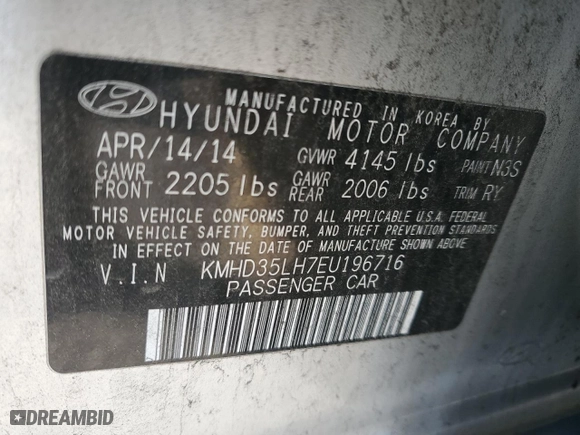 MANUFACTURED IN KOREA BY
HYUNDAI MOTOR COMPANY
APR/14/14 GVWR 4145 lbs PAINT N3S
GAWR FRONT 2205 lbs GAWR REAR 2006 lbs TRIM RY
THIS VEHICLE CONFORMS TO ALL APPLICABLE U.S.A. FEDERAL
MOTOR VEHICLE SAFETY, BUMPER, AND THEFT PREVENTION STANDARDS
IN EFFECT ON THE DATE OF MANUFACTURE SHOWN ABOVE
V.I.N KMHD35LH7EU196716
PASSENGER CAR
DREAMBID